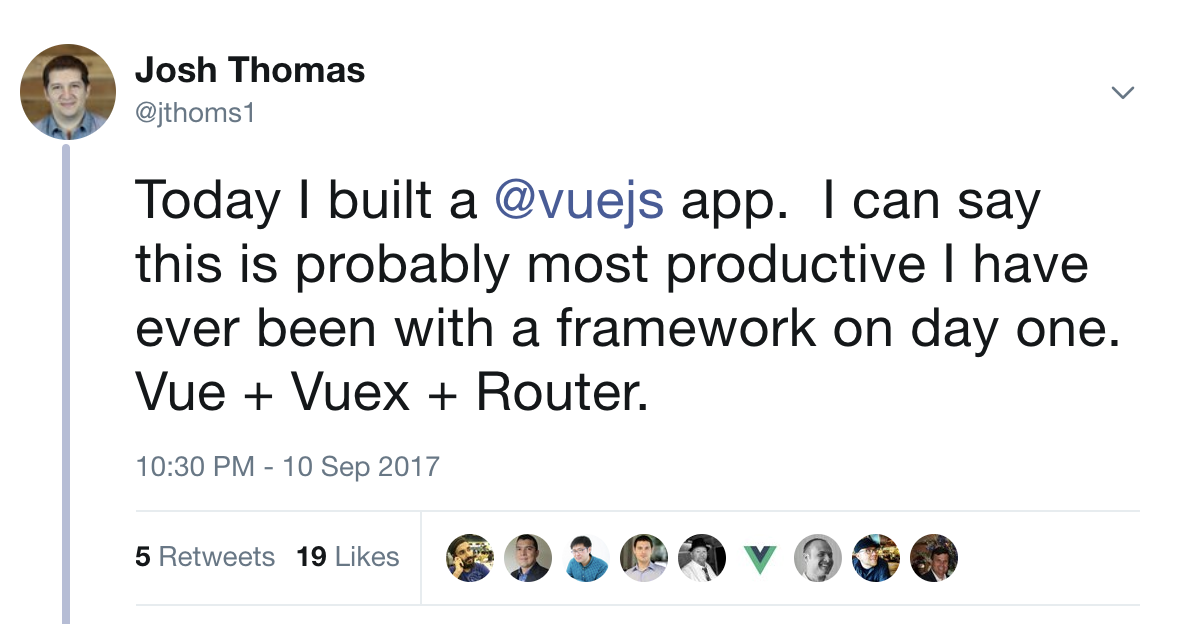 Josh Thomas
@jthoms1
Today I built a @vuejs app.  I can say
this is probably most productive I have
ever been with a framework on day one.
Vue + Vuex + Router.
10:30 PM - 10 Sep 2017
5 Retweets 19 Likes